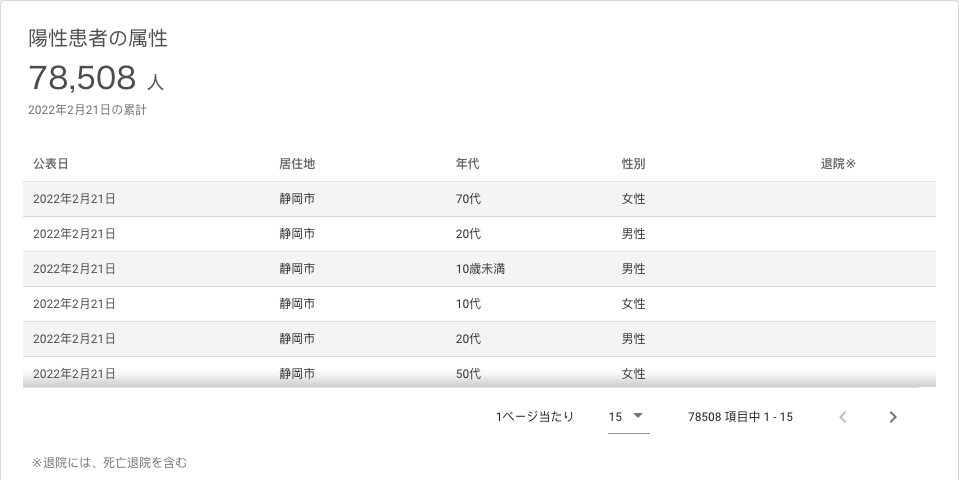 陽性患者の属性
78,508 人
2022年2月21日の累計
公表日 居住地 年代 性別 退院※
2022年2月21日 静岡市 70代 女性
2022年2月21日 静岡市 20代 男性
2022年2月21日 静岡市 10歳未満 男性
2022年2月21日 静岡市 10代 女性
2022年2月21日 静岡市 20代 男性
2022年2月21日 静岡市 50代 女性
1ページ当たり 15 78508 項目中 1 - 15
※退院には、死亡退院を含む